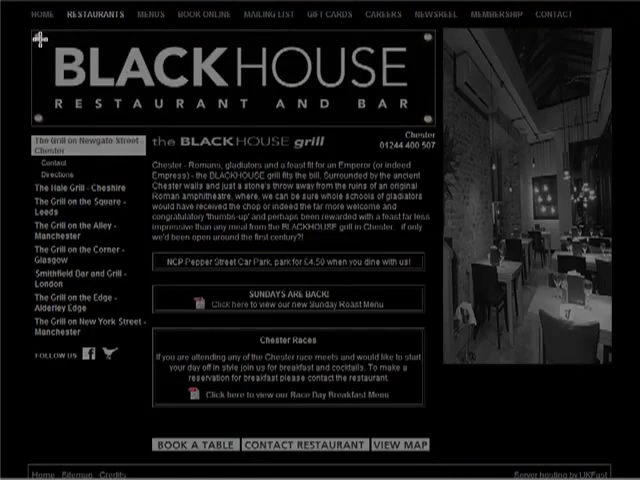 HOME RESTAURANTS MENUS BOOK ONLINE MAILING LIST GIFT CARDS CAREERS NEWSREEL MEMBERSHIP CONTACT
BLACKHOUSE
RESTAURANT AND BAR
The Grill on Newgate Street -
Chester
Contact
Directions
The Hale Grill - Cheshire
The Grill on the Square -
Leeds
The Grill on the Alley -
Manchester
The Grill on the Corner -
Glasgow
Smithfield Bar and Grill -
London
The Grill on the Edge -
Alderley Edge
The Grill on New York Street -
Manchester
FOLLOW US
the BLACKHOUSE grill
Chester
01244 400 507
Chester - Romans, gladiators and a feast fit for an Emperor (or indeed
Empress) - the BLACKHOUSE grill fits the bill. Surrounded by the ancient
Chester walls and just a stone's throw away from the ruins of an original
Roman amphitheatre, where, we can be sure whole schools of gladiators
would have received the chop or indeed the far more welcome and
congratulatory 'thumbs-up' and perhaps been rewarded with a feast far less
impressive than any meal from the BLACKHOUSE grill in Chester... if only
we'd been open around the first century?!
NCP Pepper Street Car Park, park for £4.50 when you dine with us!
SUNDAYS ARE BACK!
Click here to view our new Sunday Roast Menu
Chester Races
If you are attending any of the Chester race meets and would like to start
your day off in style join us for breakfast and cocktails. To make a
reservation for breakfast please contact the restaurant.
Click here to view our Race Day Breakfast Menu
BOOK A TABLE CONTACT RESTAURANT VIEW MAP
Home Sitemap Credits
Server hosting by UKFast